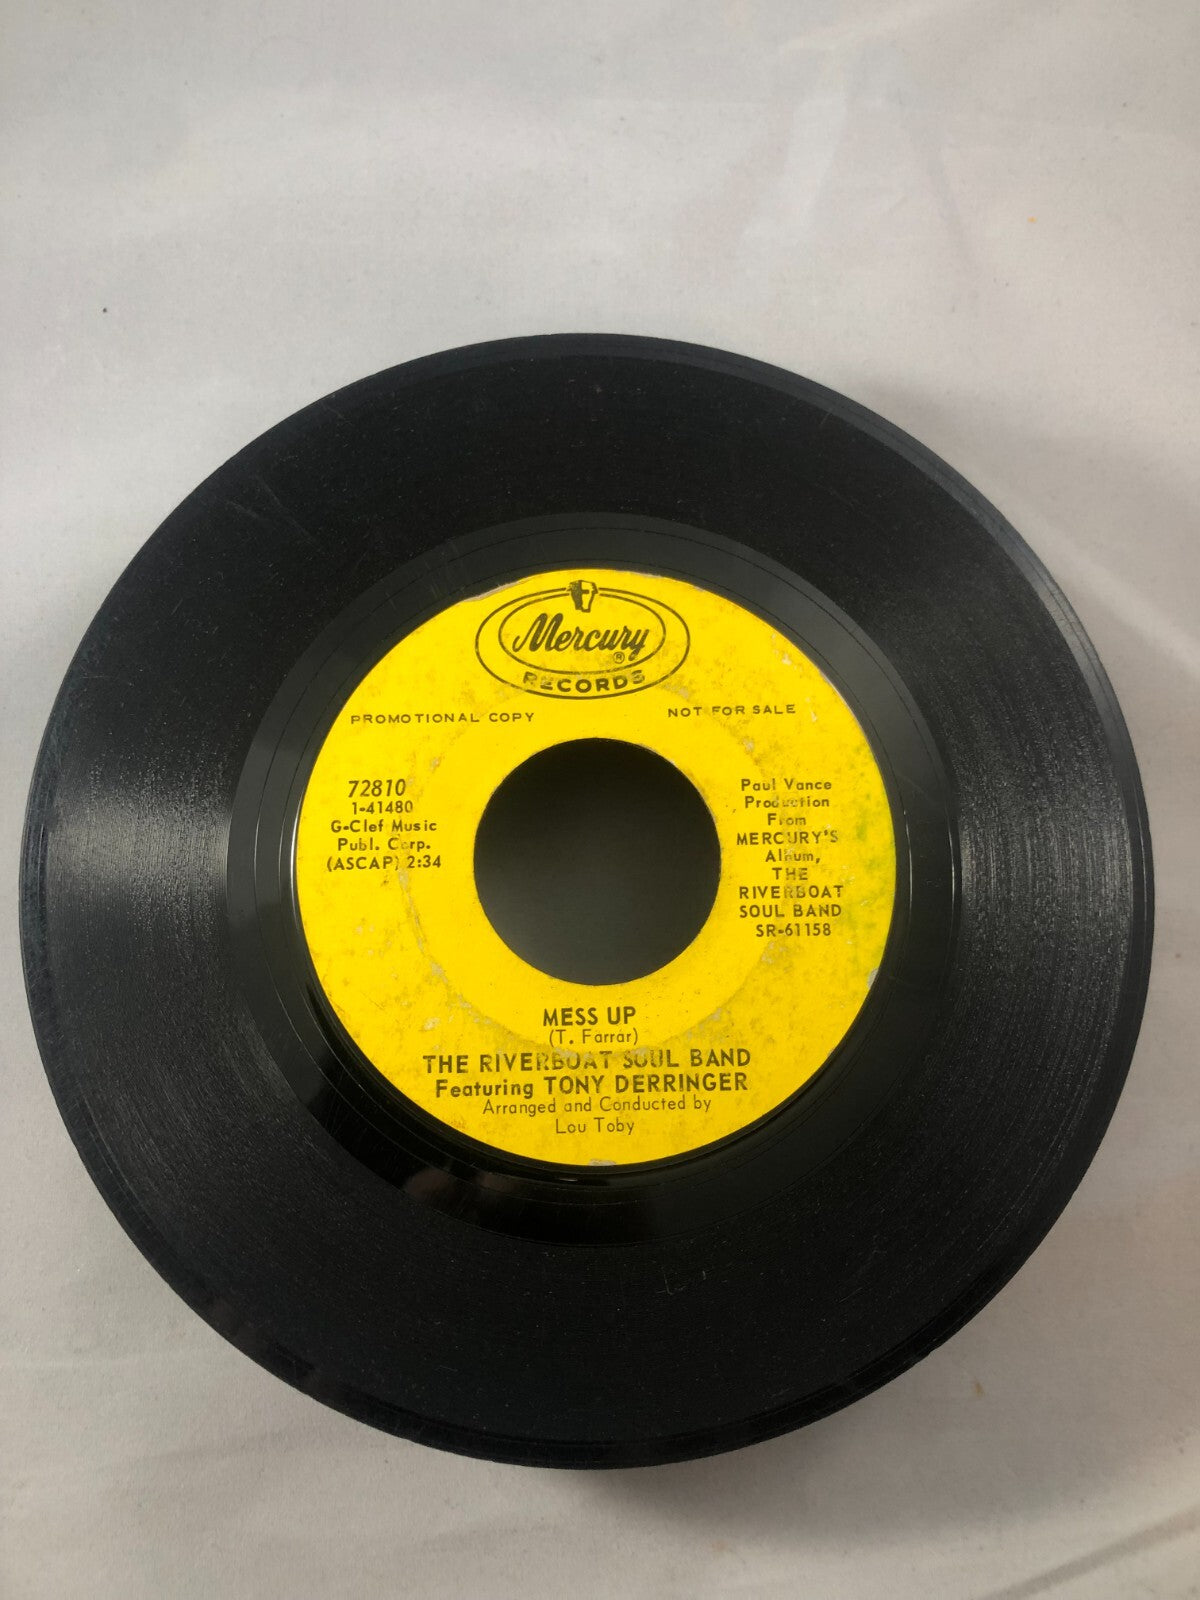 Mercury ®
RECORDS
PROMOTIONAL COPY
NOT FOR SALE
72810
1-41480
G-Clef Music
Publ. Corp.
(ASCAP) 2:34
Paul Vance
Production
From
MERCURY'S
Album,
THE
RIVERBOAT
SOUL BAND
SR-61158
MESS UP
(T. Farrar)
THE RIVERBOAT SOUL BAND
Featuring TONY DERRINGER
Arranged and Conducted by
Lou Toby